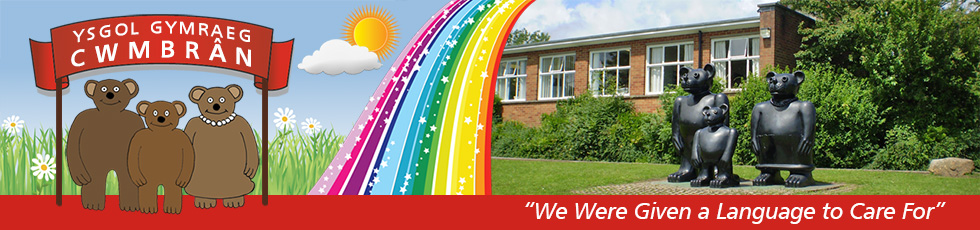 YSGOL GYMRAEG
CWMBRÂN
“We Were Given a Language to Care For”